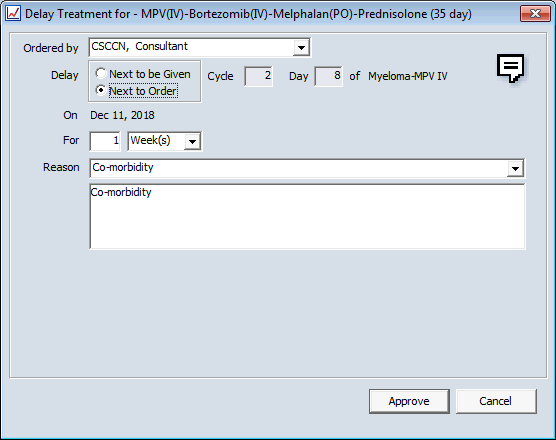 Delay Treatment for - MPV(IV)-Bortezomib(IV)-Melphalan(PO)-Prednisolone (35 day)
Ordered by CSCCN, Consultant
Delay Next to be Given Cycle 2 Day 8 of Myeloma-MPV IV
Next to Order
On Dec 11, 2018
For 1 Week(s)
Reason Co-morbidity
Co-morbidity
Approve Cancel